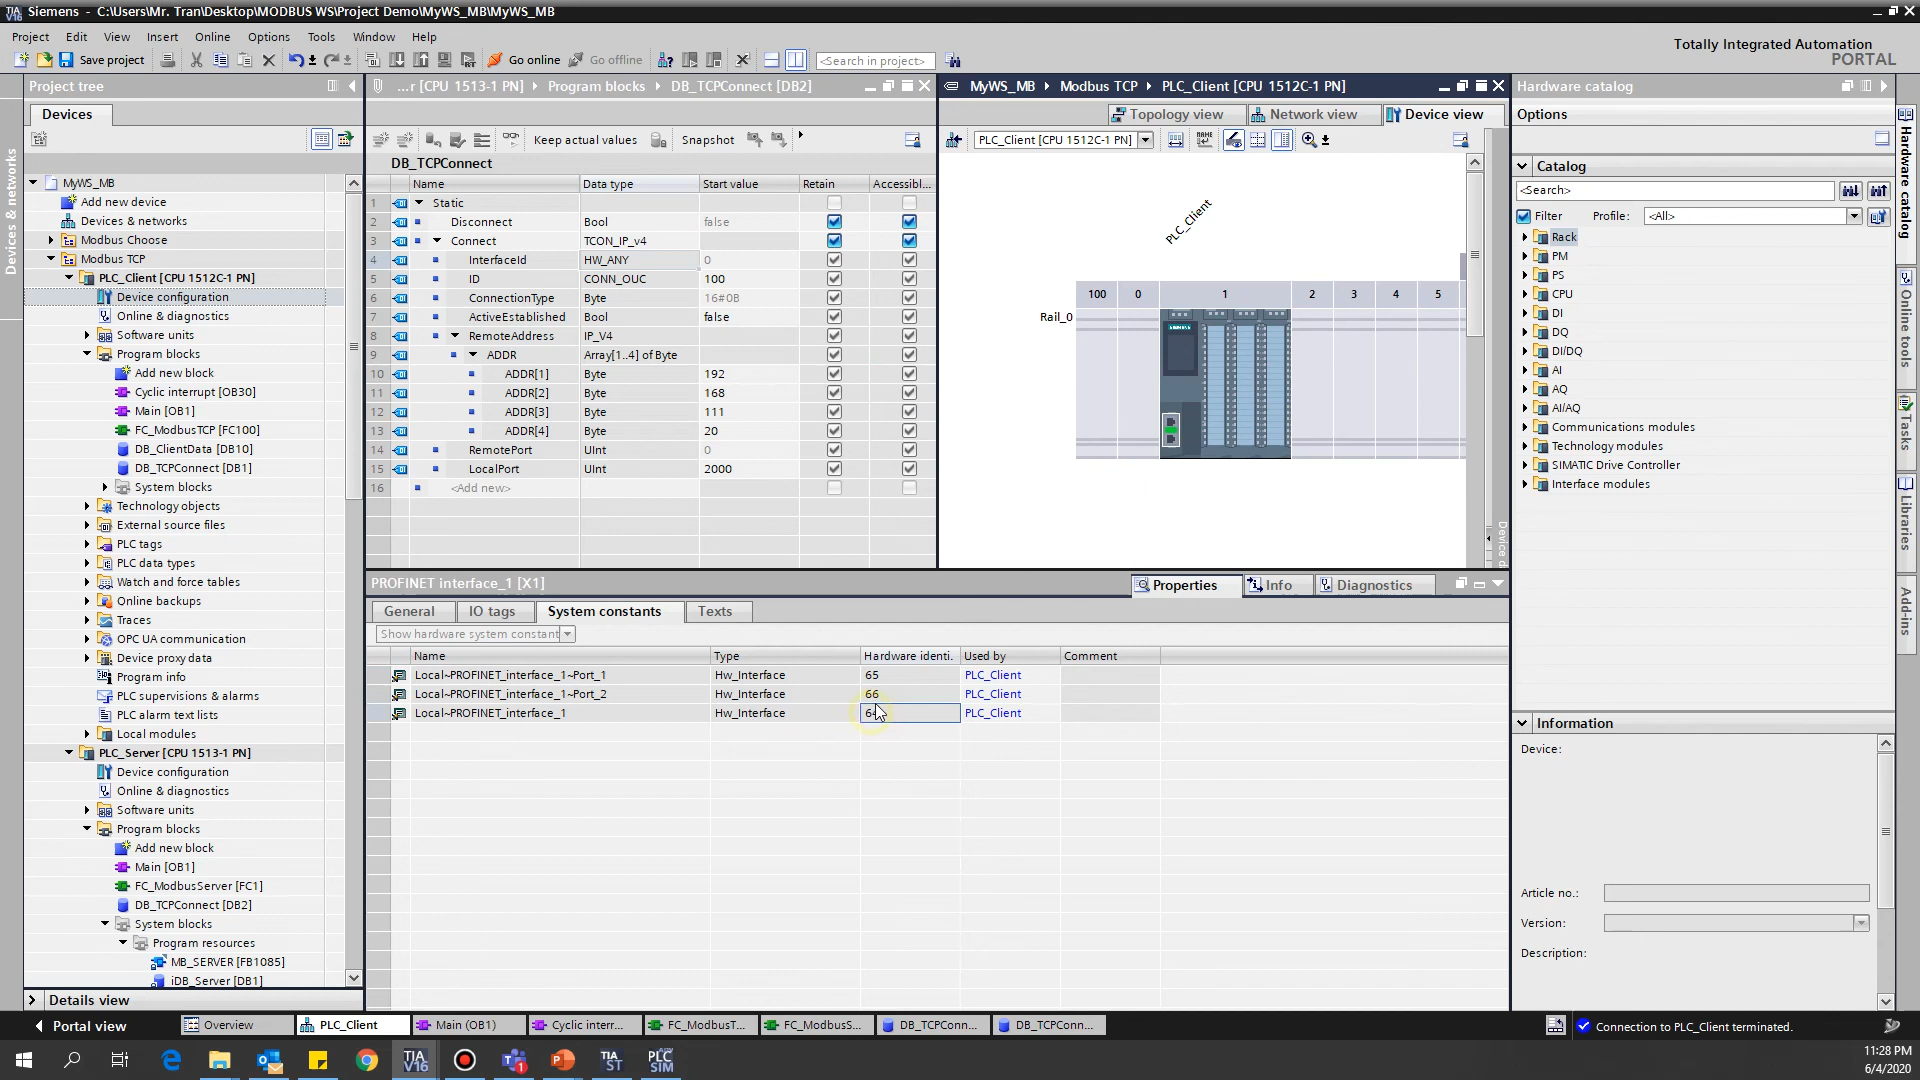 Siemens - C:\Users\Mr. Tran\Desktop\MODBUS WS\Project Demo\MyWS_MB\MyWS_MB
Project Edit View Insert Online Options Tools Window Help
Totally Integrated Automation
PORTAL
Save project
Go online
Go offline
<Search in project>
Project tree
Devices
Devices & networks
MyWS_MB
Add new device
Devices & networks
Modbus Choose
Modbus TCP
PLC_Client [CPU 1512C-1 PN]
Device configuration
Online & diagnostics
Software units
Program blocks
Add new block
Cyclic interrupt [OB30]
Main [OB1]
FC_ModbusTCP [FC100]
DB_ClientData [DB10]
DB_TCPConnect [DB1]
System blocks
Technology objects
External source files
PLC tags
PLC data types
Watch and force tables
Online backups
Traces
OPC UA communication
Device proxy data
Program info
PLC supervisions & alarms
PLC alarm text lists
Local modules
PLC_Server [CPU 1513-1 PN]
Device configuration
Online & diagnostics
Software units
Program blocks
Add new block
Main [OB1]
FC_ModbusServer [FC1]
DB_TCPConnect [DB2]
System blocks
Program resources
MB_SERVER [FB1085]
iDB_Server [DB1]
Details view
...r [CPU 1513-1 PN] Program blocks DB_TCPConnect [DB2]
Keep actual values
Snapshot
DB_TCPConnect
Name Data type Start value Retain Accessibl...
1 Static
2 Disconnect Bool false
3 Connect TCON_IP_v4
4 InterfaceId HW_ANY 0
5 ID CONN_OUC 100
6 ConnectionType Byte 16#0B
7 ActiveEstablished Bool false
8 RemoteAddress IP_V4
9 ADDR Array[1..4] of Byte
10 ADDR[1] Byte 192
11 ADDR[2] Byte 168
12 ADDR[3] Byte 111
13 ADDR[4] Byte 20
14 RemotePort UInt 0
15 LocalPort UInt 2000
16 <Add new>
MyWS_MB Modbus TCP PLC_Client [CPU 1512C-1 PN]
Topology view Network view Device view
PLC_Client [CPU 1512C-1 PN]
PLC_Client
100 0 1 2 3 4 5
Rail_0
SIEMENS
PROFINET interface_1 [X1]
Properties Info Diagnostics
General IO tags System constants Texts
Show hardware system constant
Name Type Hardware identi. Used by Comment
Local~PROFINET_interface_1~Port_1 Hw_Interface 65 PLC_Client
Local~PROFINET_interface_1~Port_2 Hw_Interface 66 PLC_Client
Local~PROFINET_interface_1 Hw_Interface 64 PLC_Client
Hardware catalog
Options
Catalog
<Search>
Filter Profile: <All>
Rack
PM
PS
CPU
DI
DQ
DI/DQ
AI
AQ
AI/AQ
Communications modules
Technology modules
SIMATIC Drive Controller
Interface modules
Information
Device:
Article no.:
Version:
Description:
Hardware catalog
Online tools
Tasks
Libraries
Add-ins
Portal view
Overview PLC_Client Main (OB1) Cyclic interr... FC_ModbusT... FC_ModbusS... DB_TCPConn... DB_TCPConn...
Connection to PLC_Client terminated.
TIA V16
TIA ST
PLC SIM
11:28 PM
6/4/2020